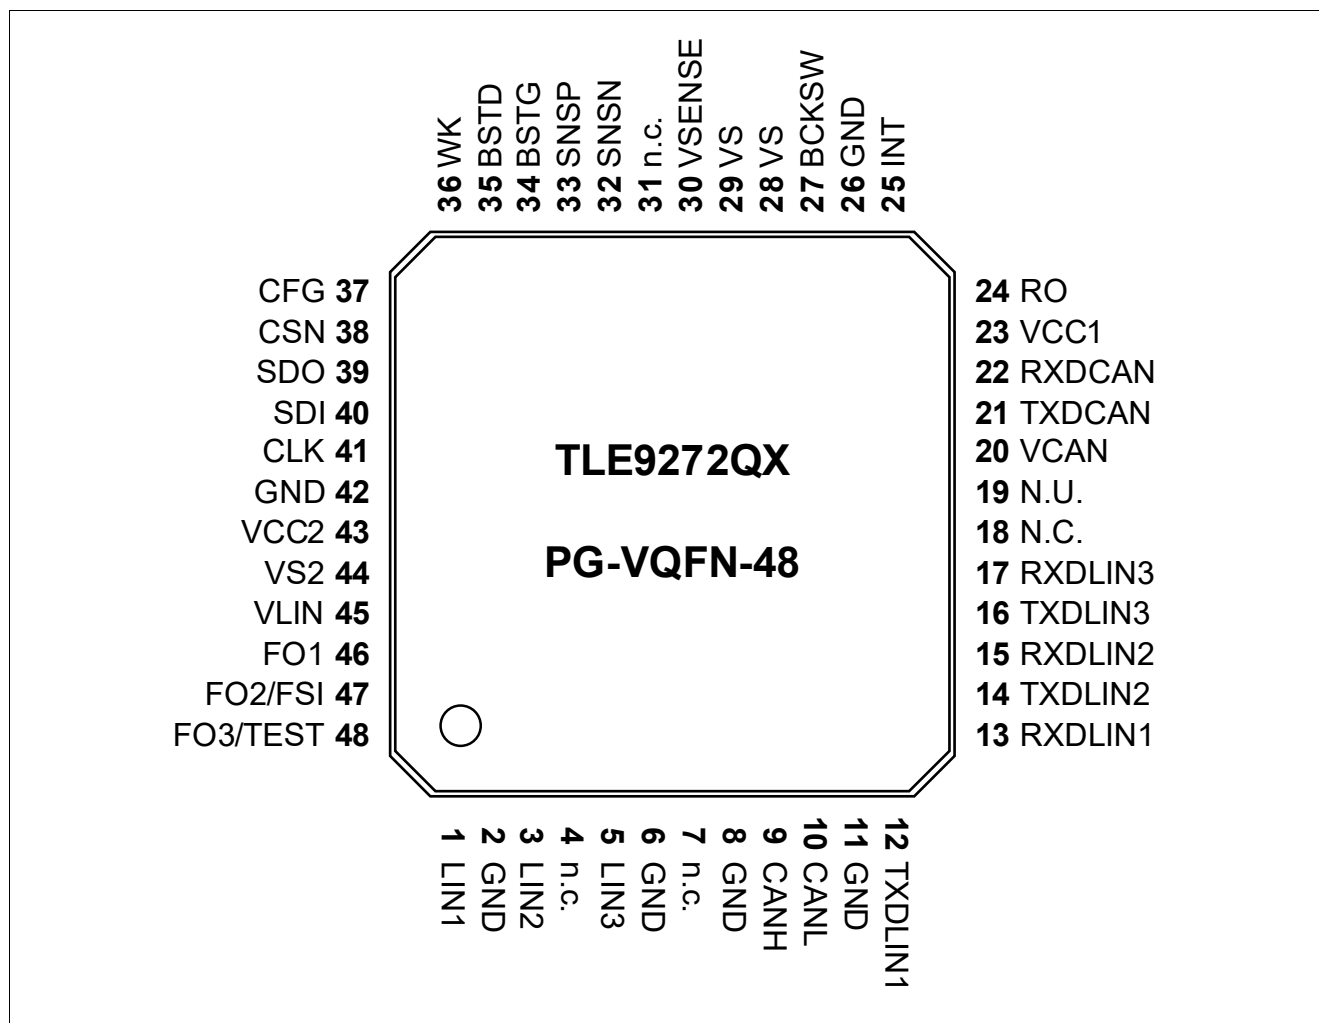 36 WK
35 BSTD
34 BSTG
33 SNSP
32 SNSN
31 n.c.
30 VSENSE
29 VS
28 VS
27 BCKSW
26 GND
25 INT
CFG 37
CSN 38
SDO 39
SDI 40
CLK 41
GND 42
VCC2 43
VS2 44
VLIN 45
FO1 46
FO2/FSI 47
FO3/TEST 48
TLE9272QX
PG-VQFN-48
24 RO
23 VCC1
22 RXDCAN
21 TXDCAN
20 VCAN
19 N.U.
18 N.C.
17 RXDLIN3
16 TXDLIN3
15 RXDLIN2
14 TXDLIN2
13 RXDLIN1
1 LIN1
2 GND
3 LIN2
4 n.c.
5 LIN3
6 GND
7 n.c.
8 GND
9 CANH
10 CANL
11 GND
12 TXDLIN1